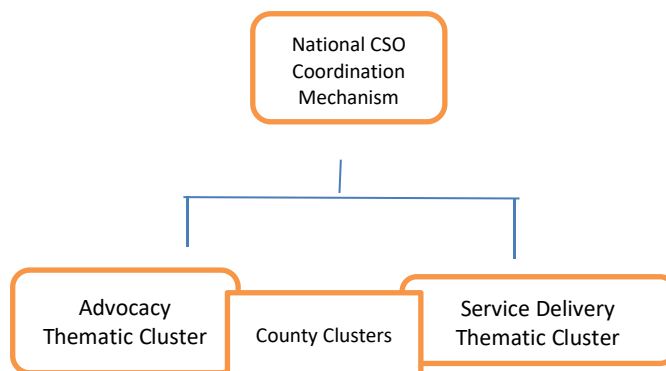 National CSO
Coordination
Mechanism
Advocacy
Thematic Cluster
County Clusters
Service Delivery
Thematic Cluster